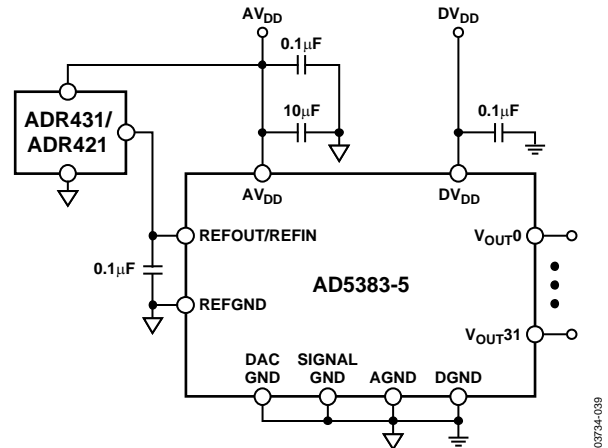 AVDD DVDD
0.1μF
ADR431/
ADR421
10μF
0.1μF
AVDD DVDD
REFOUT/REFIN
VOUT0
0.1μF
AD5383-5
REFGND
VOUT31
DAC GND
SIGNAL GND
AGND
DGND
03734-039